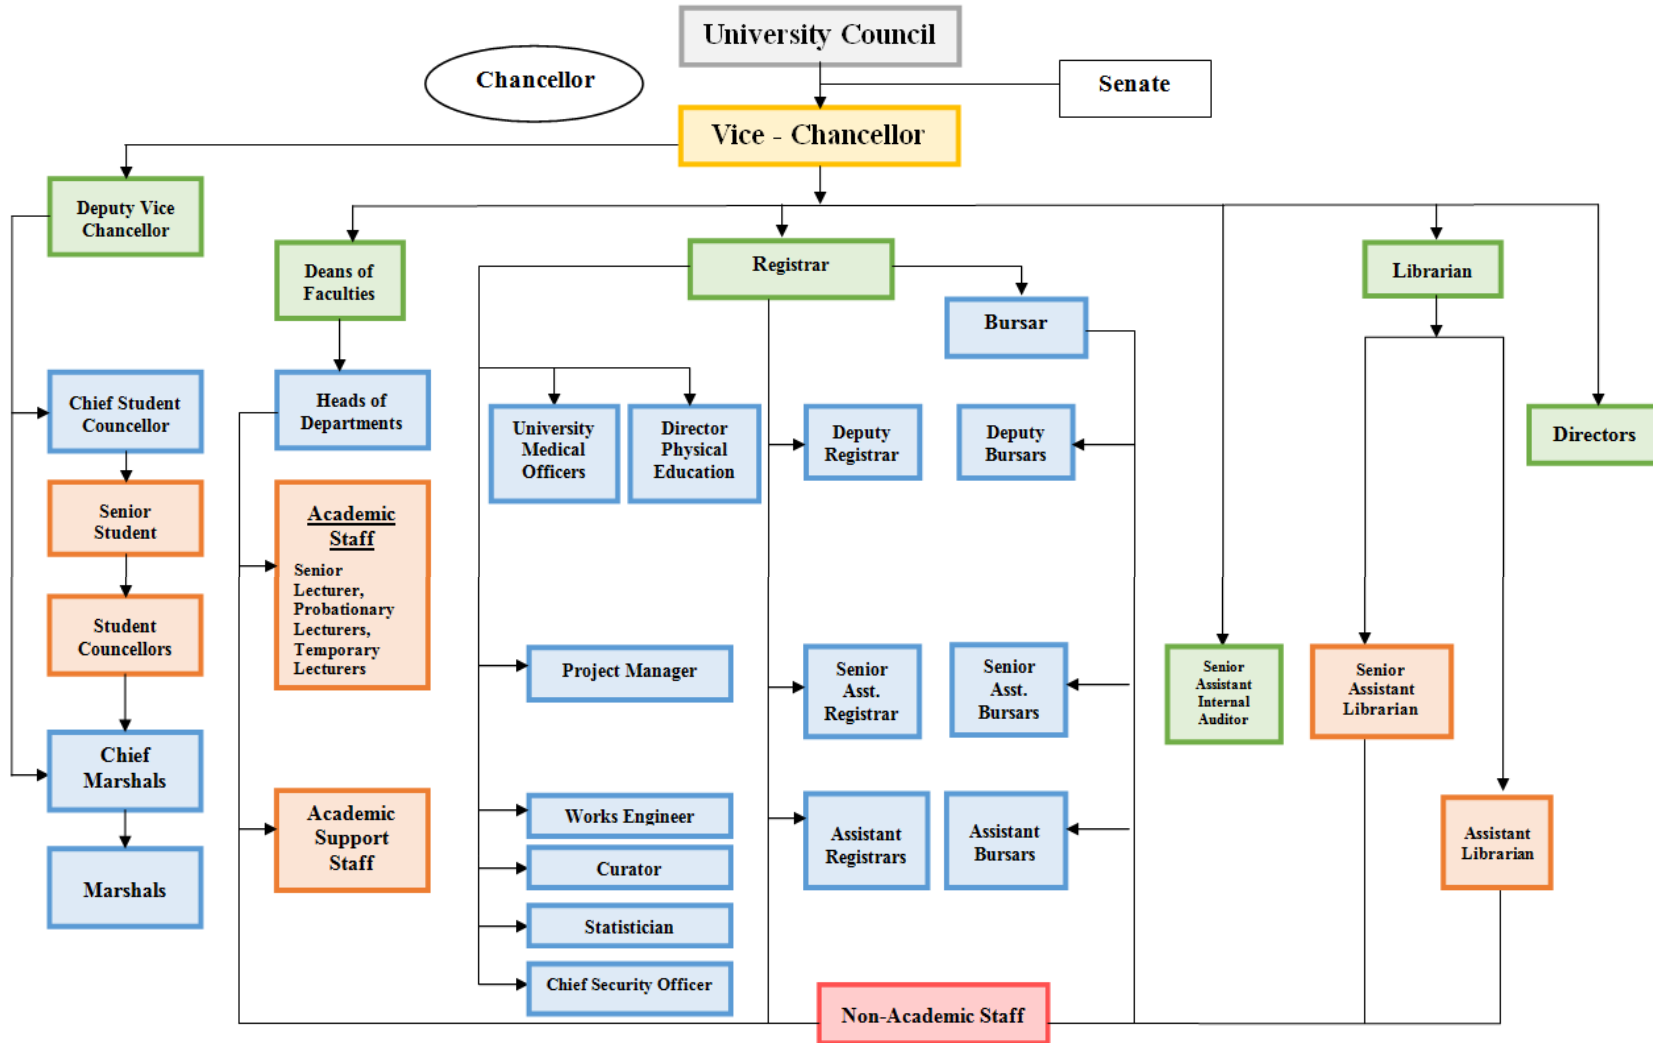 University Council
Chancellor
Senate
Vice - Chancellor
Deputy Vice
Chancellor
Deans of
Faculties
Registrar
Librarian
Bursar
Chief Student
Councellor
Heads of
Departments
University
Medical
Officers
Director
Physical
Education
Deputy
Registrar
Deputy
Bursars
Directors
Senior
Student
Academic
Staff
Senior
Lecturer,
Probationary
Lecturers,
Temporary
Lecturers
Student
Councellors
Project Manager
Senior
Asst.
Registrar
Senior
Asst.
Bursars
Senior
Assistant
Internal
Auditor
Senior
Assistant
Librarian
Chief
Marshals
Academic
Support
Staff
Works Engineer
Assistant
Registrars
Assistant
Bursars
Assistant
Librarian
Curator
Marshals
Statistician
Chief Security Officer
Non-Academic Staff